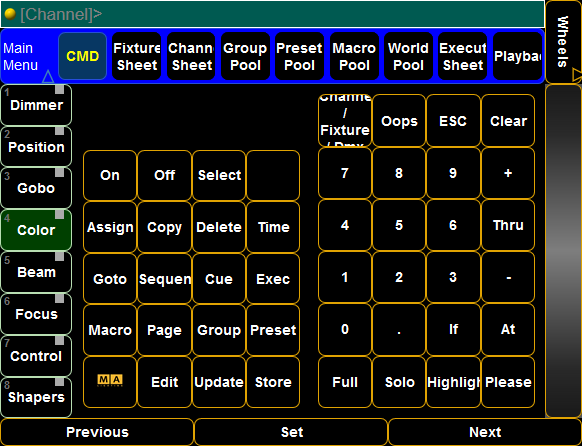 [Channel]>
Main
Menu
CMD
Fixture
Sheet
Chann
Sheet
Group
Pool
Preset
Pool
Macro
Pool
World
Pool
Execut
Sheet
Playba
Wheels
1
Dimmer
2
Position
3
Gobo
4
Color
5
Beam
6
Focus
7
Control
8
Shapers
On Off Select
Assign Copy Delete Time
Goto Sequen Cue Exec
Macro Page Group Preset
MA Edit Update Store
Channe
/
Fixture
/ Dmx
Oops ESC Clear
7 8 9 +
4 5 6 Thru
1 2 3 -
0 . If At
Full Solo Highligh Please
Previous Set Next